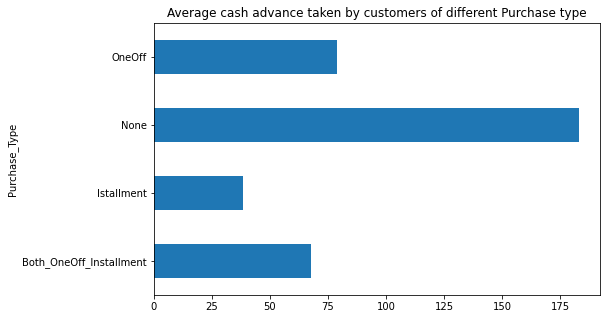 Average cash advance taken by customers of different Purchase type
Purchase_Type
OneOff
None
Istallment
Both_OneOff_Installment
0 25 50 75 100 125 150 175